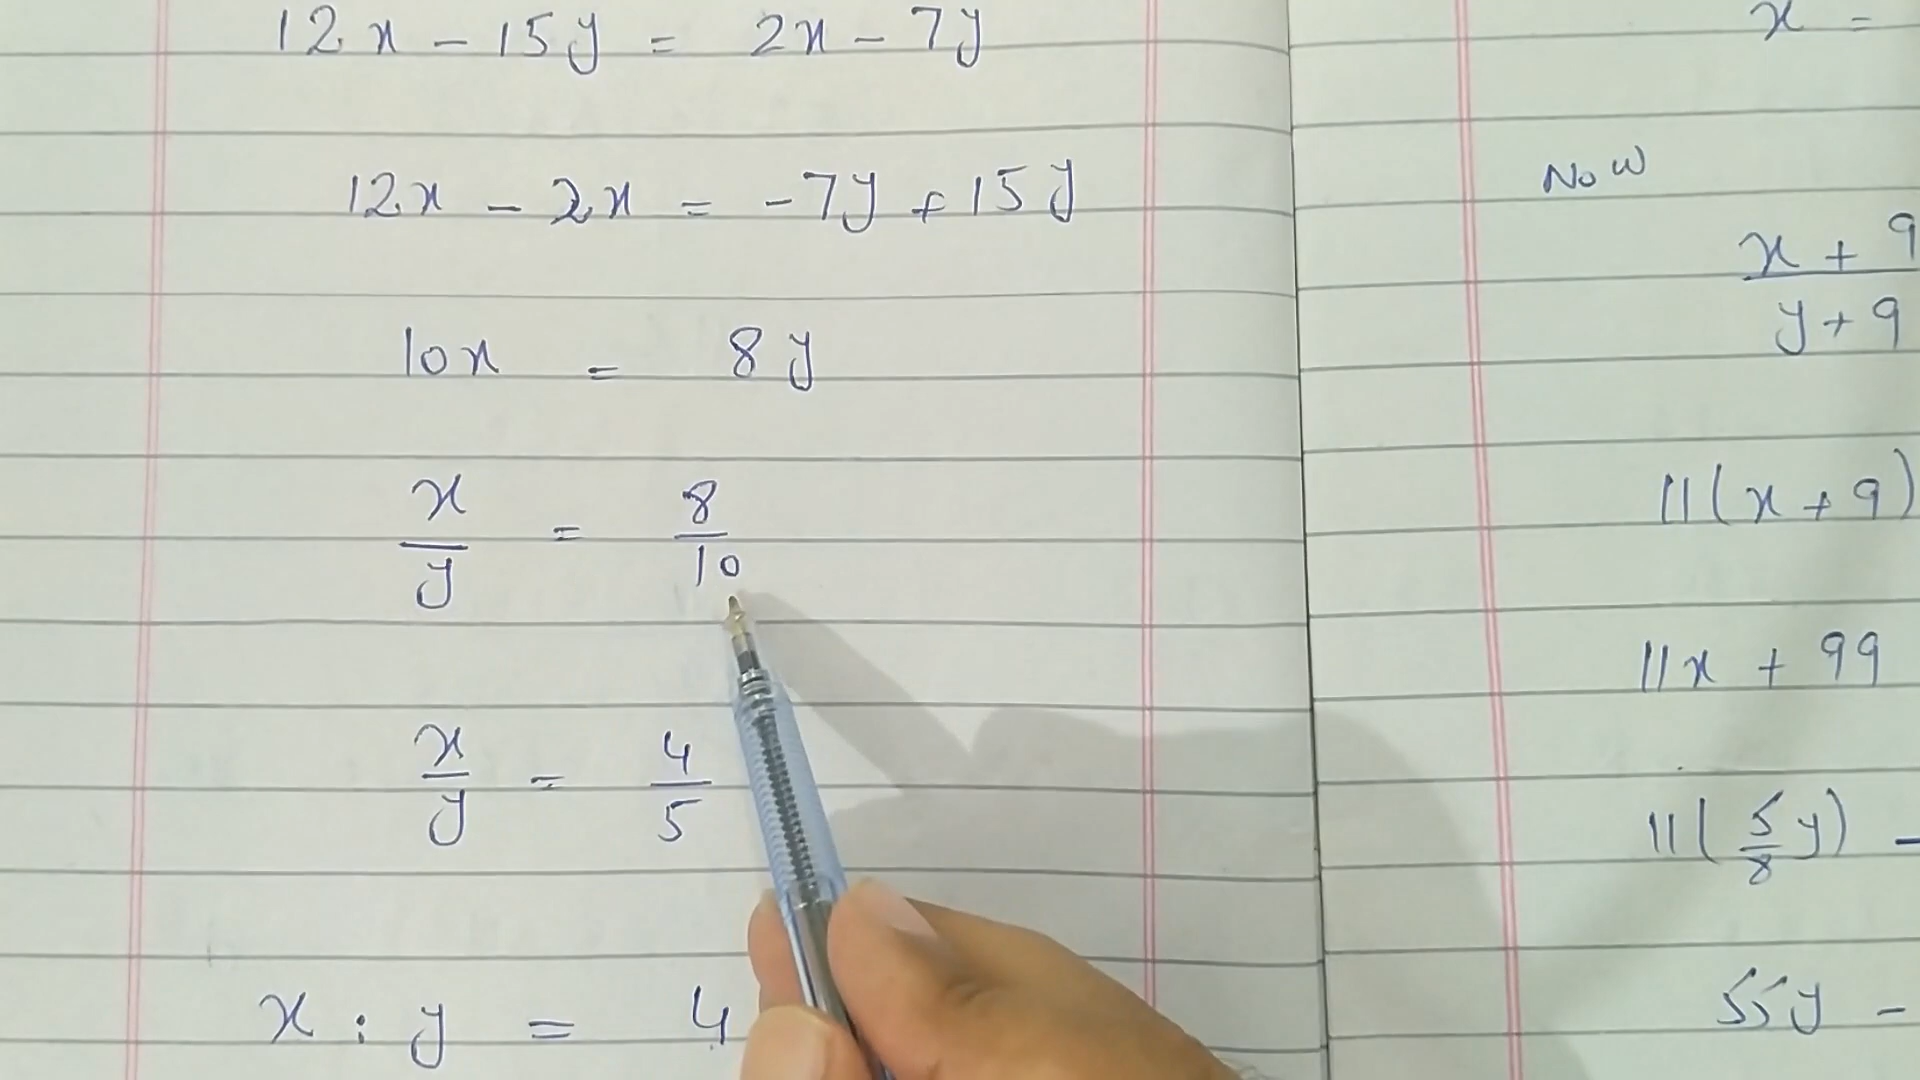 12x - 15y = 2x - 7y
12x - 2x = -7y + 15y
10x = 8y
x/y = 8/10
x/y = 4/5
x : y = 4
x =
Now
x + 9
y + 9
11(x + 9)
11x + 99
11(5/8 y) -
55y -